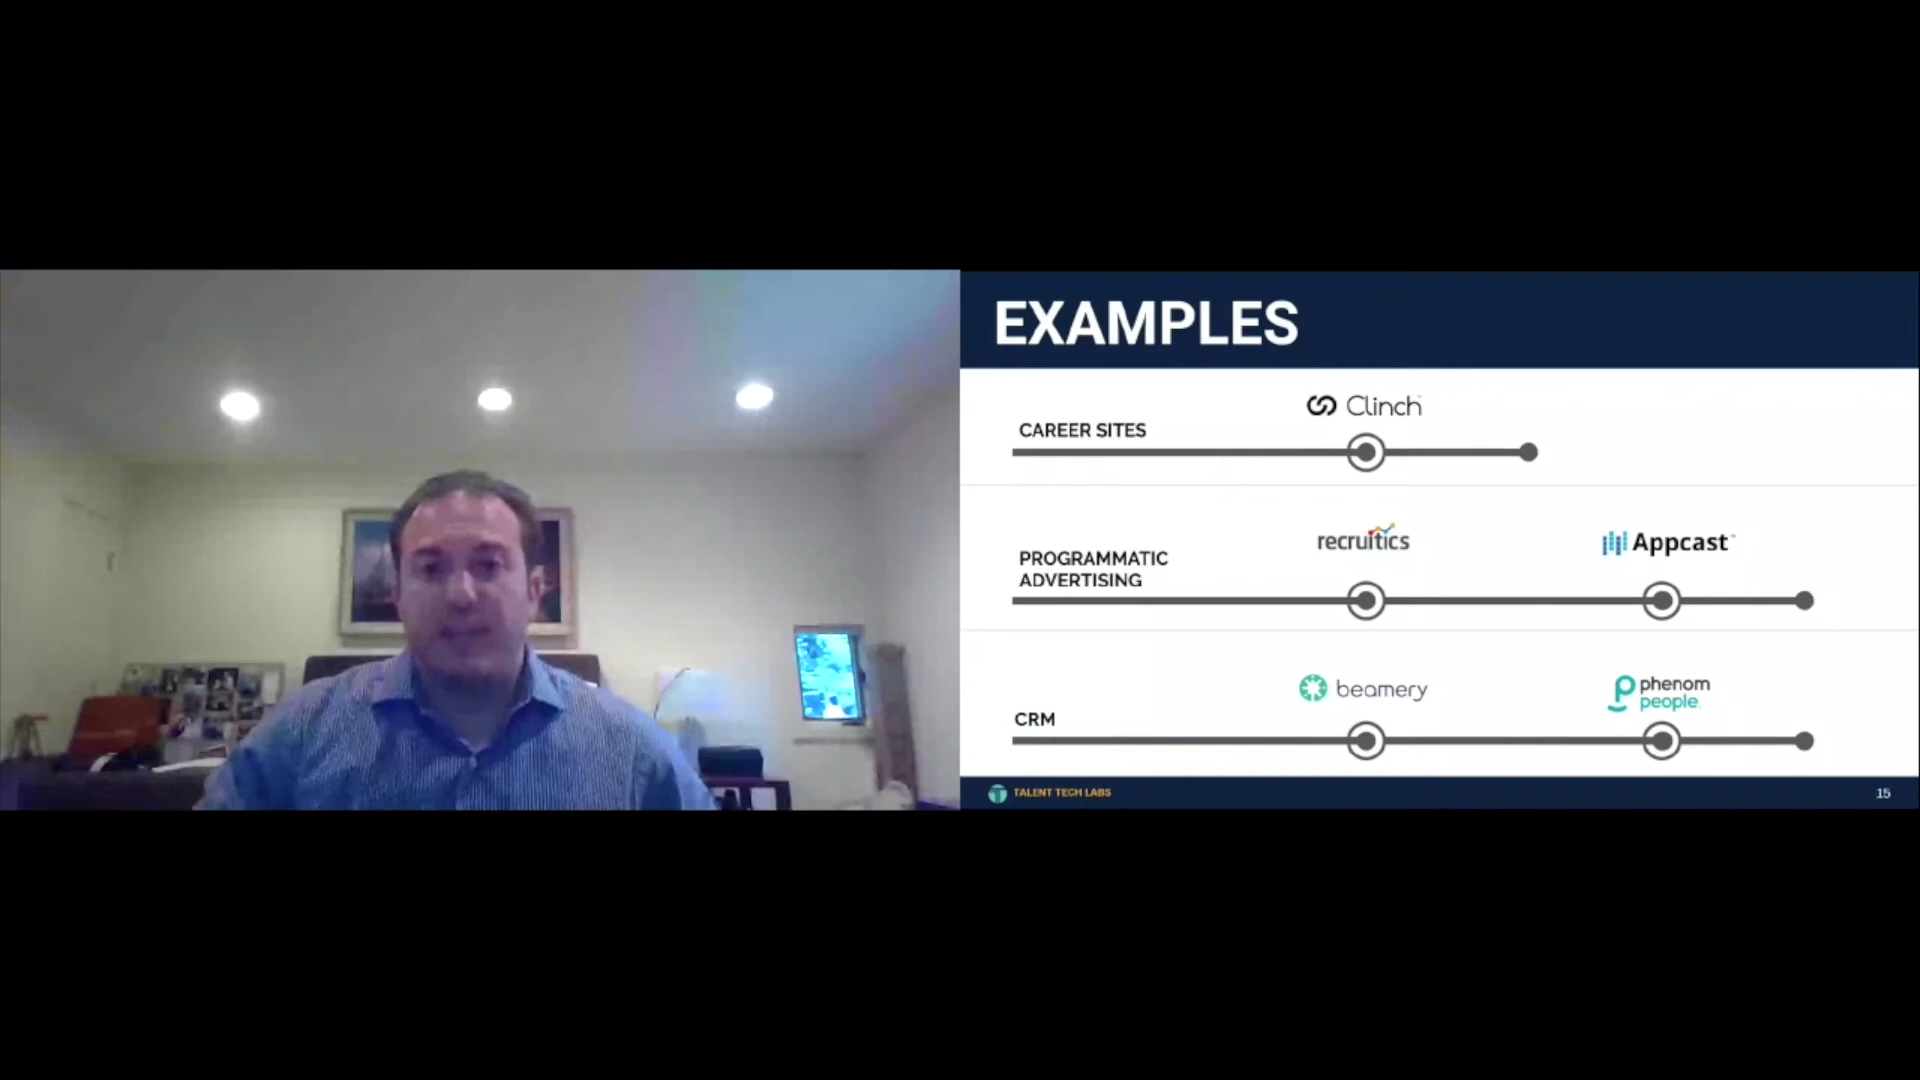 EXAMPLES
Clinch
CAREER SITES
recruitics
Appcast
PROGRAMMATIC
ADVERTISING
beamery
phenom
people
CRM
TALENT TECH LABS
15